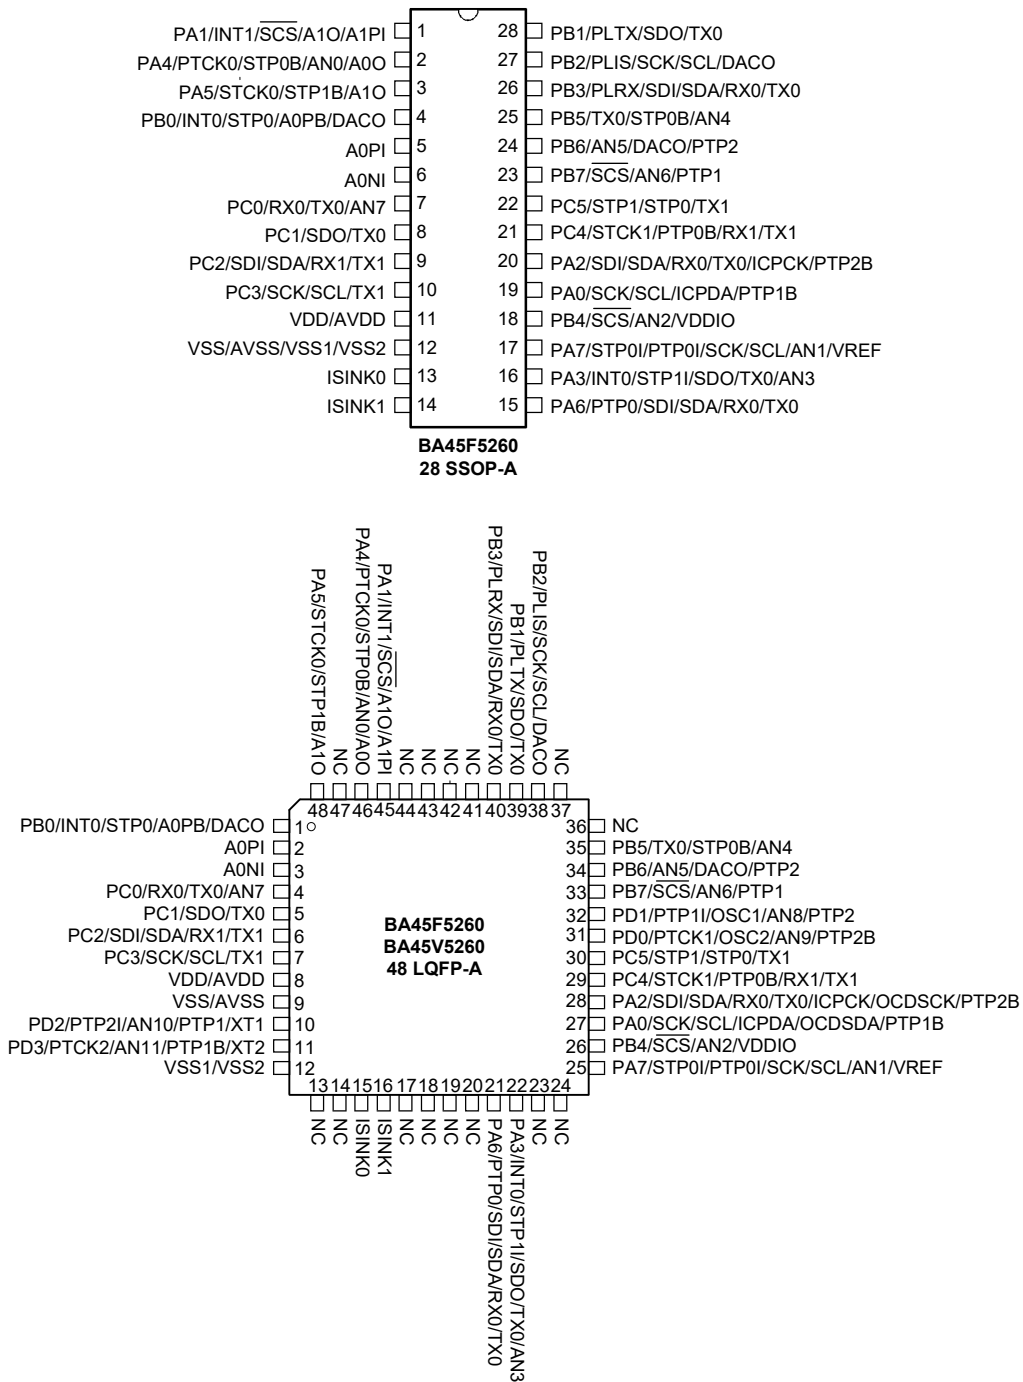 PA1/INT1/SCS/A1O/A1PI 1
28 PB1/PLTX/SDO/TX0
PA4/PTCK0/STP0B/AN0/A0O 2
27 PB2/PLIS/SCK/SCL/DACO
PA5/STCK0/STP1B/A1O 3
26 PB3/PLRX/SDI/SDA/RX0/TX0
PB0/INT0/STP0/A0PB/DACO 4
25 PB5/TX0/STP0B/AN4
A0PI 5
24 PB6/AN5/DACO/PTP2
A0NI 6
23 PB7/SCS/AN6/PTP1
PC0/RX0/TX0/AN7 7
22 PC5/STP1/STP0/TX1
PC1/SDO/TX0 8
21 PC4/STCK1/PTP0B/RX1/TX1
PC2/SDI/SDA/RX1/TX1 9
20 PA2/SDI/SDA/RX0/TX0/ICPCK/PTP2B
PC3/SCK/SCL/TX1 10
19 PA0/SCK/SCL/ICPDA/PTP1B
VDD/AVDD 11
18 PB4/SCS/AN2/VDDIO
VSS/AVSS/VSS1/VSS2 12
17 PA7/STP0I/PTP0I/SCK/SCL/AN1/VREF
ISINK0 13
16 PA3/INT0/STP1I/SDO/TX0/AN3
ISINK1 14
15 PA6/PTP0/SDI/SDA/RX0/TX0
BA45F5260
28 SSOP-A
PA5/STCK0/STP1B/A1O
NC
PA4/PTCK0/STP0B/AN0/A0O
PA1/INT1/SCS/A1O/A1PI
NC
NC
NC
NC
PB3/PLRX/SDI/SDA/RX0/TX0
PB1/PLTX/SDO/TX0
PB2/PLIS/SCK/SCL/DACO
NC
48 47 46 45 44 43 42 41 40 39 38 37
PB0/INT0/STP0/A0PB/DACO 1
A0PI 2
A0NI 3
PC0/RX0/TX0/AN7 4
PC1/SDO/TX0 5
PC2/SDI/SDA/RX1/TX1 6
PC3/SCK/SCL/TX1 7
VDD/AVDD 8
VSS/AVSS 9
PD2/PTP2I/AN10/PTP1/XT1 10
PD3/PTCK2/AN11/PTP1B/XT2 11
VSS1/VSS2 12
BA45F5260
BA45V5260
48 LQFP-A
36 NC
35 PB5/TX0/STP0B/AN4
34 PB6/AN5/DACO/PTP2
33 PB7/SCS/AN6/PTP1
32 PD1/PTP1I/OSC1/AN8/PTP2
31 PD0/PTCK1/OSC2/AN9/PTP2B
30 PC5/STP1/STP0/TX1
29 PC4/STCK1/PTP0B/RX1/TX1
28 PA2/SDI/SDA/RX0/TX0/ICPCK/OCDSCK/PTP2B
27 PA0/SCK/SCL/ICPDA/OCDSDA/PTP1B
26 PB4/SCS/AN2/VDDIO
25 PA7/STP0I/PTP0I/SCK/SCL/AN1/VREF
13 14 15 16 17 18 19 20 21 22 23 24
NC
NC
ISINK0
ISINK1
NC
NC
NC
NC
PA6/PTP0/SDI/SDA/RX0/TX0
PA3/INT0/STP1I/SDO/TX0/AN3
NC
NC